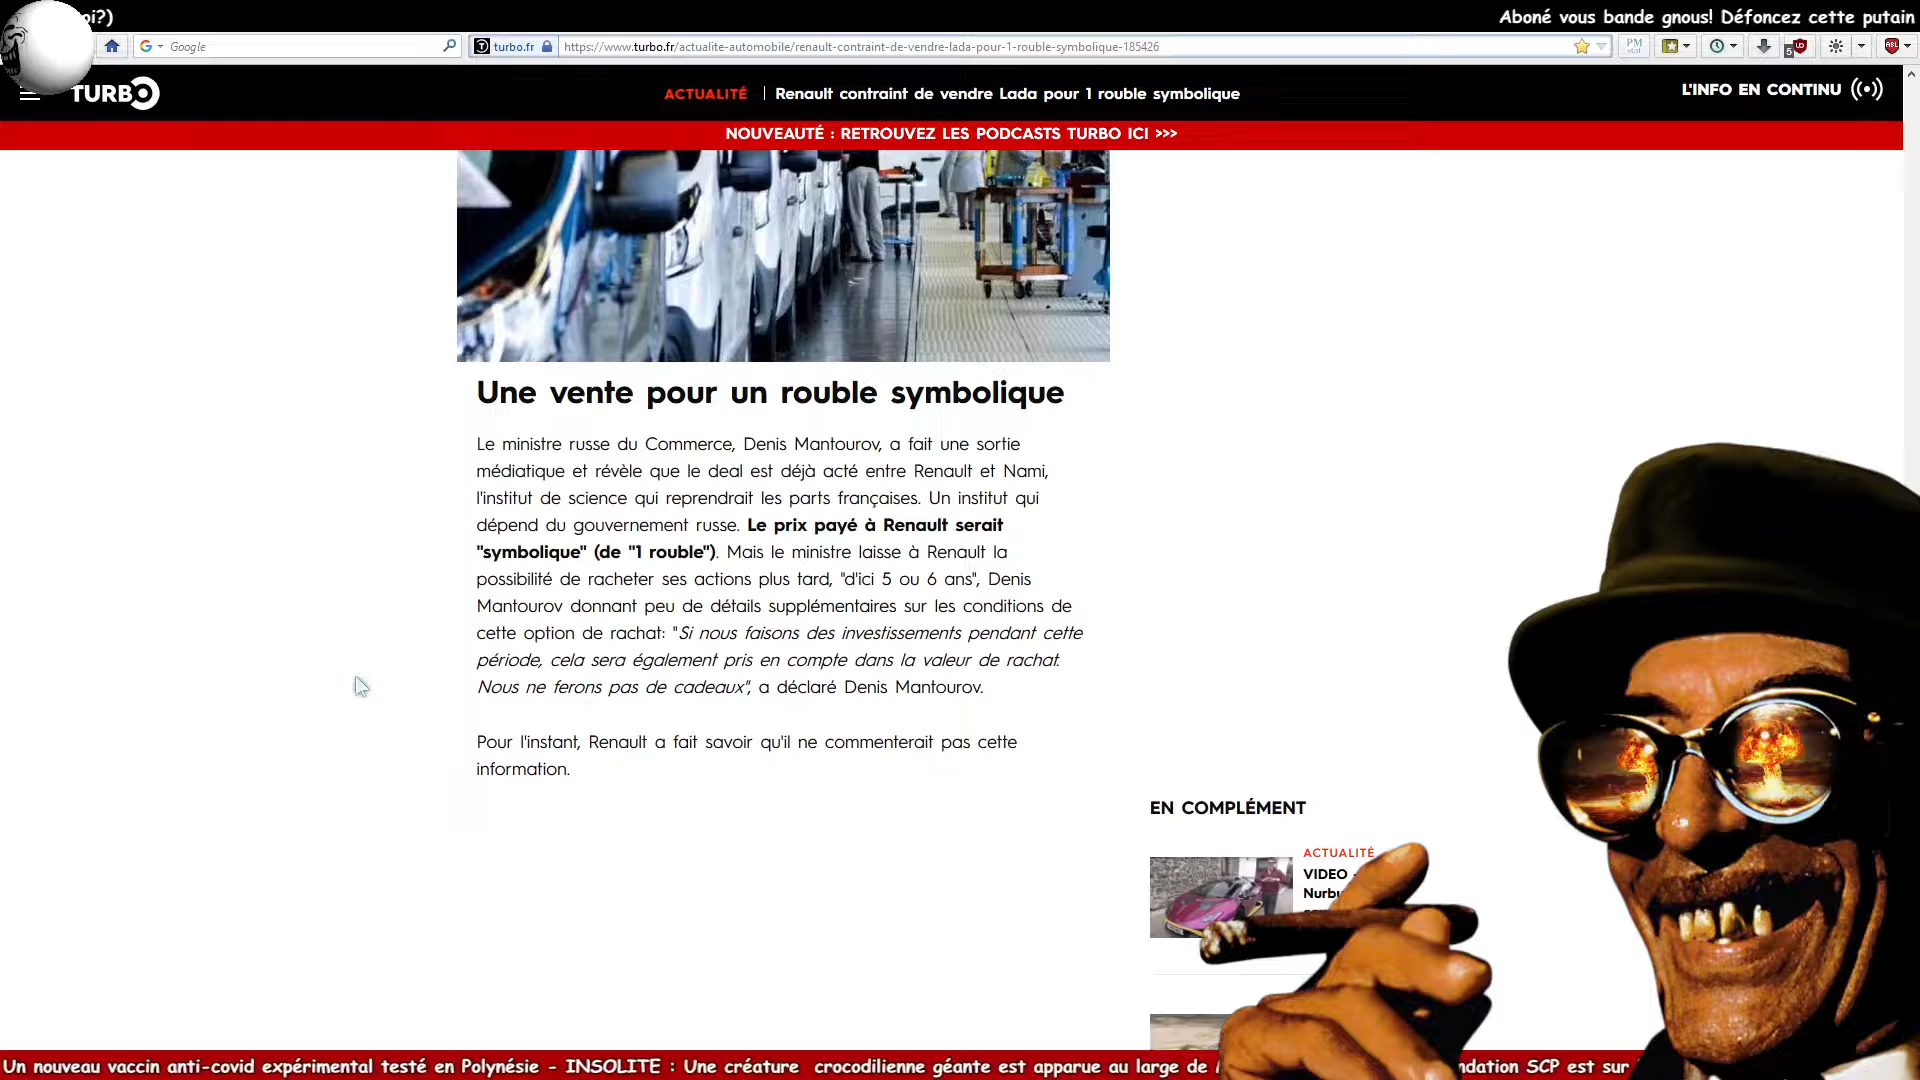 oi?)
Aboné vous bande gnous! Défoncez cette putain
Google
turbo.fr
https://www.turbo.fr/actualite-automobile/renault-contraint-de-vendre-lada-pour-1-rouble-symbolique-185426
PM
stat
5
ABL
TURBO
ACTUALITÉ | Renault contraint de vendre Lada pour 1 rouble symbolique
L'INFO EN CONTINU
NOUVEAUTÉ : RETROUVEZ LES PODCASTS TURBO ICI >>>
Une vente pour un rouble symbolique
Le ministre russe du Commerce, Denis Mantourov, a fait une sortie
médiatique et révèle que le deal est déjà acté entre Renault et Nami,
l'institut de science qui reprendrait les parts françaises. Un institut qui
dépend du gouvernement russe. Le prix payé à Renault serait
"symbolique" (de "1 rouble"). Mais le ministre laisse à Renault la
possibilité de racheter ses actions plus tard, "d'ici 5 ou 6 ans", Denis
Mantourov donnant peu de détails supplémentaires sur les conditions de
cette option de rachat: "Si nous faisons des investissements pendant cette
période, cela sera également pris en compte dans la valeur de rachat.
Nous ne ferons pas de cadeaux", a déclaré Denis Mantourov.
Pour l'instant, Renault a fait savoir qu'il ne commenterait pas cette
information.
EN COMPLÉMENT
ACTUALITÉ
VIDEO -
Nurbu
Un nouveau vaccin anti-covid expérimental testé en Polynésie - INSOLITE : Une créature crocodilienne géante est apparue au large de
ndation SCP est sur